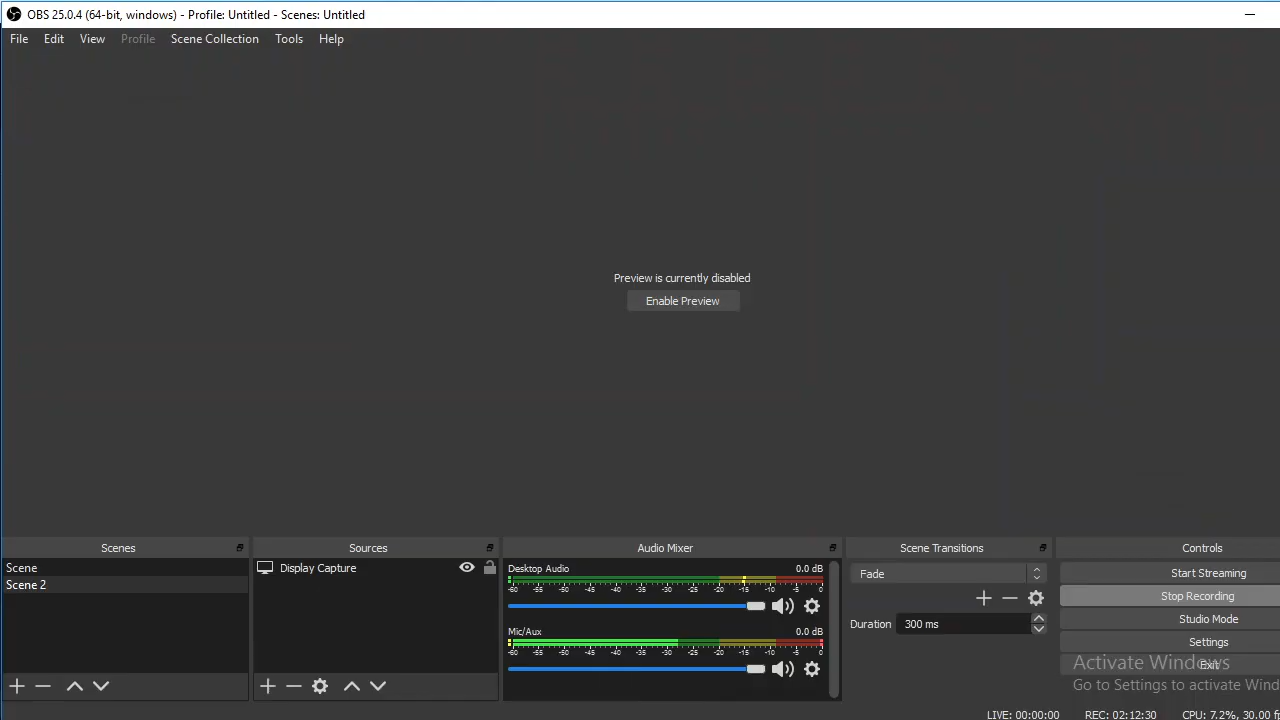 OBS 25.0.4 (64-bit, windows) - Profile: Untitled - Scenes: Untitled
File Edit View Profile Scene Collection Tools Help
Preview is currently disabled
Enable Preview
Scenes
Scene
Scene 2
Sources
Display Capture
Audio Mixer
Desktop Audio 0.0 dB
-60 -55 -50 -45 -40 -35 -30 -25 -20 -15 -10 -5 0
Mic/Aux 0.0 dB
-60 -55 -50 -45 -40 -35 -30 -25 -20 -15 -10 -5 0
Scene Transitions
Fade
Duration 300 ms
Controls
Start Streaming
Stop Recording
Studio Mode
Settings
Exit
Activate Windows
Go to Settings to activate Wind
LIVE: 00:00:00 REC: 02:12:30 CPU: 7.2%, 30.00 f